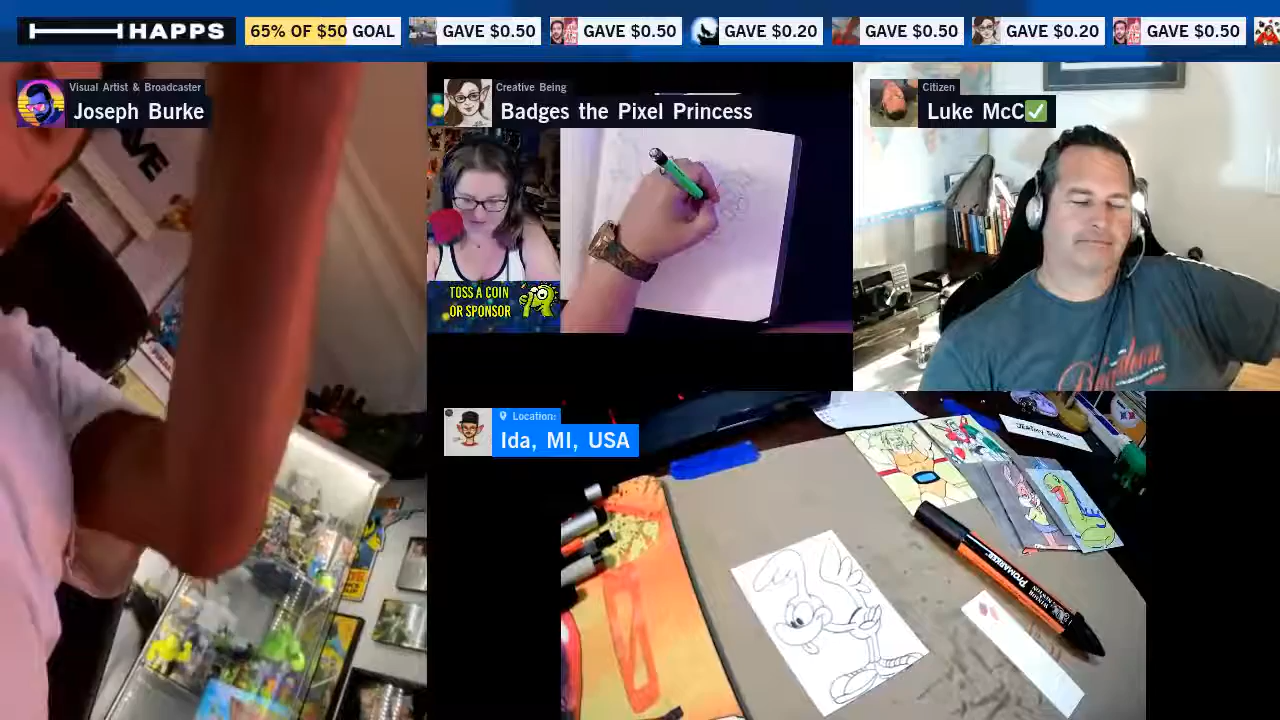 HAPPS
65% OF $50 GOAL
GAVE $0.50
GAVE $0.50
GAVE $0.20
GAVE $0.50
GAVE $0.20
GAVE $0.50
Visual Artist & Broadcaster
Joseph Burke
Creative Being
Badges the Pixel Princess
Citizen
Luke McC✅
TOSS A COIN
OR SPONSOR
Location:
Ida, MI, USA
PROMARKER